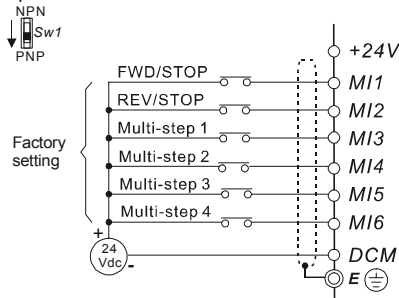 NPN
Sw1
PNP
+24V
FWD/STOP
MI1
REV/STOP
MI2
Multi-step 1
MI3
Factory
setting
Multi-step 2
MI4
Multi-step 3
MI5
Multi-step 4
MI6
+
24
Vdc
-
DCM
E